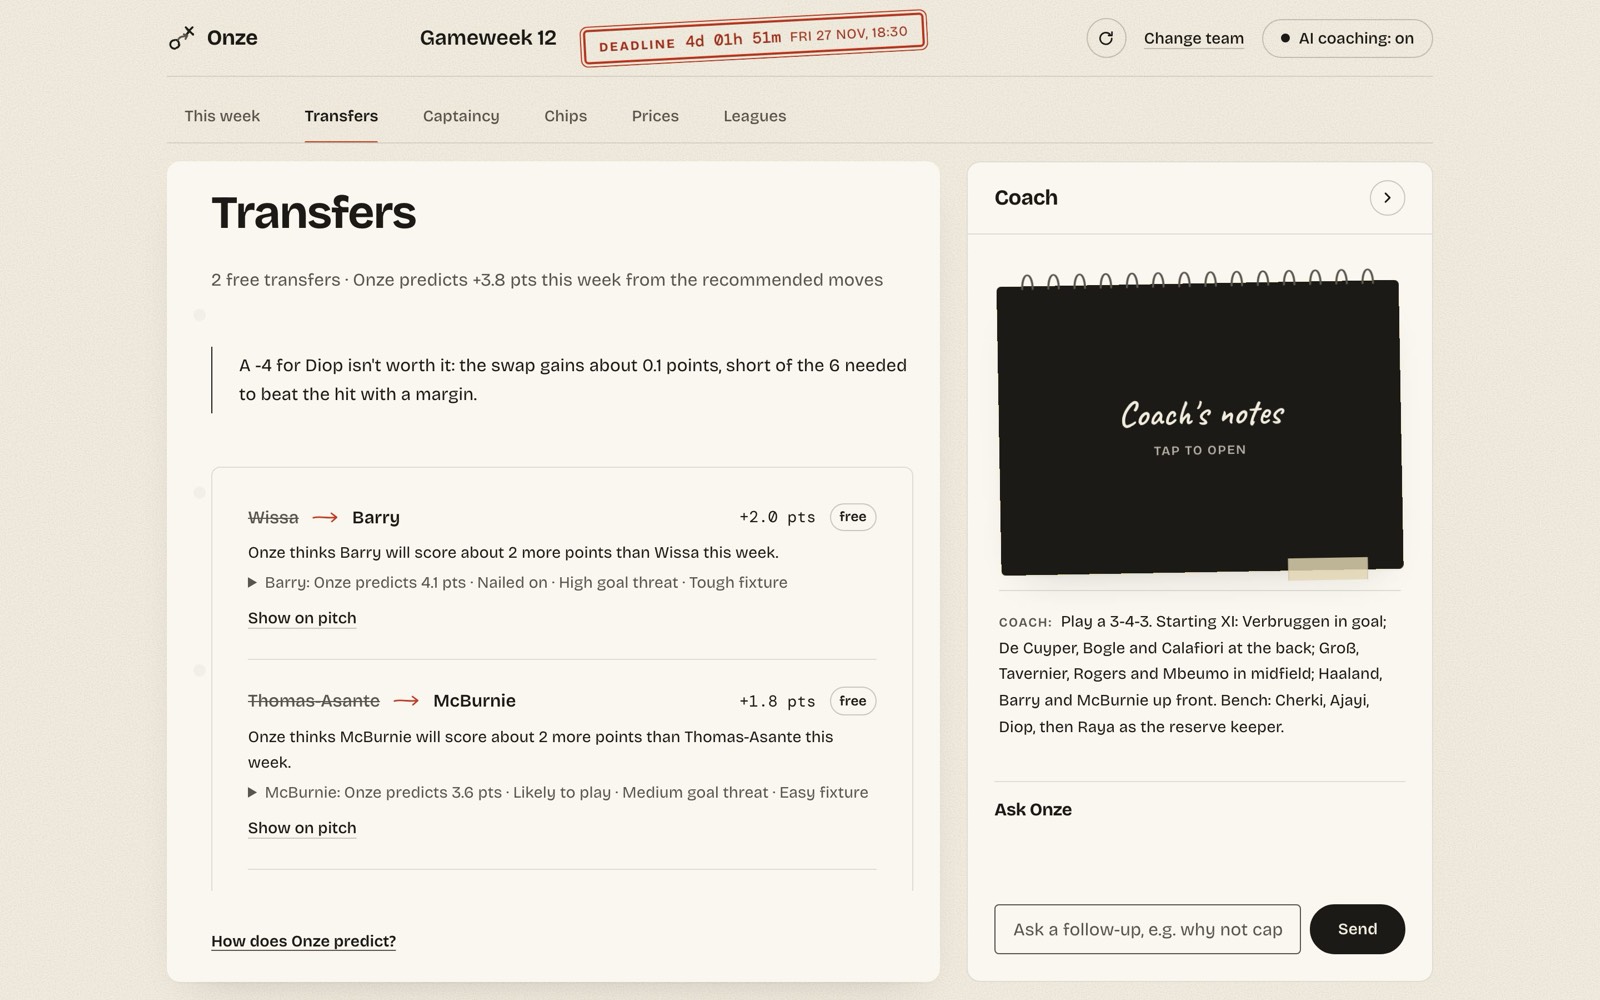 Onze
Gameweek 12
DEADLINE 4d 01h 51m FRI 27 NOV, 18:30
Change team
AI coaching: on
This week
Transfers
Captaincy
Chips
Prices
Leagues
Transfers
2 free transfers · Onze predicts +3.8 pts this week from the recommended moves
A -4 for Diop isn't worth it: the swap gains about 0.1 points, short of the 6 needed
to beat the hit with a margin.
Wissa → Barry +2.0 pts free
Onze thinks Barry will score about 2 more points than Wissa this week.
▶ Barry: Onze predicts 4.1 pts · Nailed on · High goal threat · Tough fixture
Show on pitch
Thomas-Asante → McBurnie +1.8 pts free
Onze thinks McBurnie will score about 2 more points than Thomas-Asante this
week.
▶ McBurnie: Onze predicts 3.6 pts · Likely to play · Medium goal threat · Easy fixture
Show on pitch
How does Onze predict?
Coach
Coach's notes
TAP TO OPEN
COACH: Play a 3-4-3. Starting XI: Verbruggen in goal;
De Cuyper, Bogle and Calafiori at the back; Groß,
Tavernier, Rogers and Mbeumo in midfield; Haaland,
Barry and McBurnie up front. Bench: Cherki, Ajayi,
Diop, then Raya as the reserve keeper.
Ask Onze
Ask a follow-up, e.g. why not cap
Send